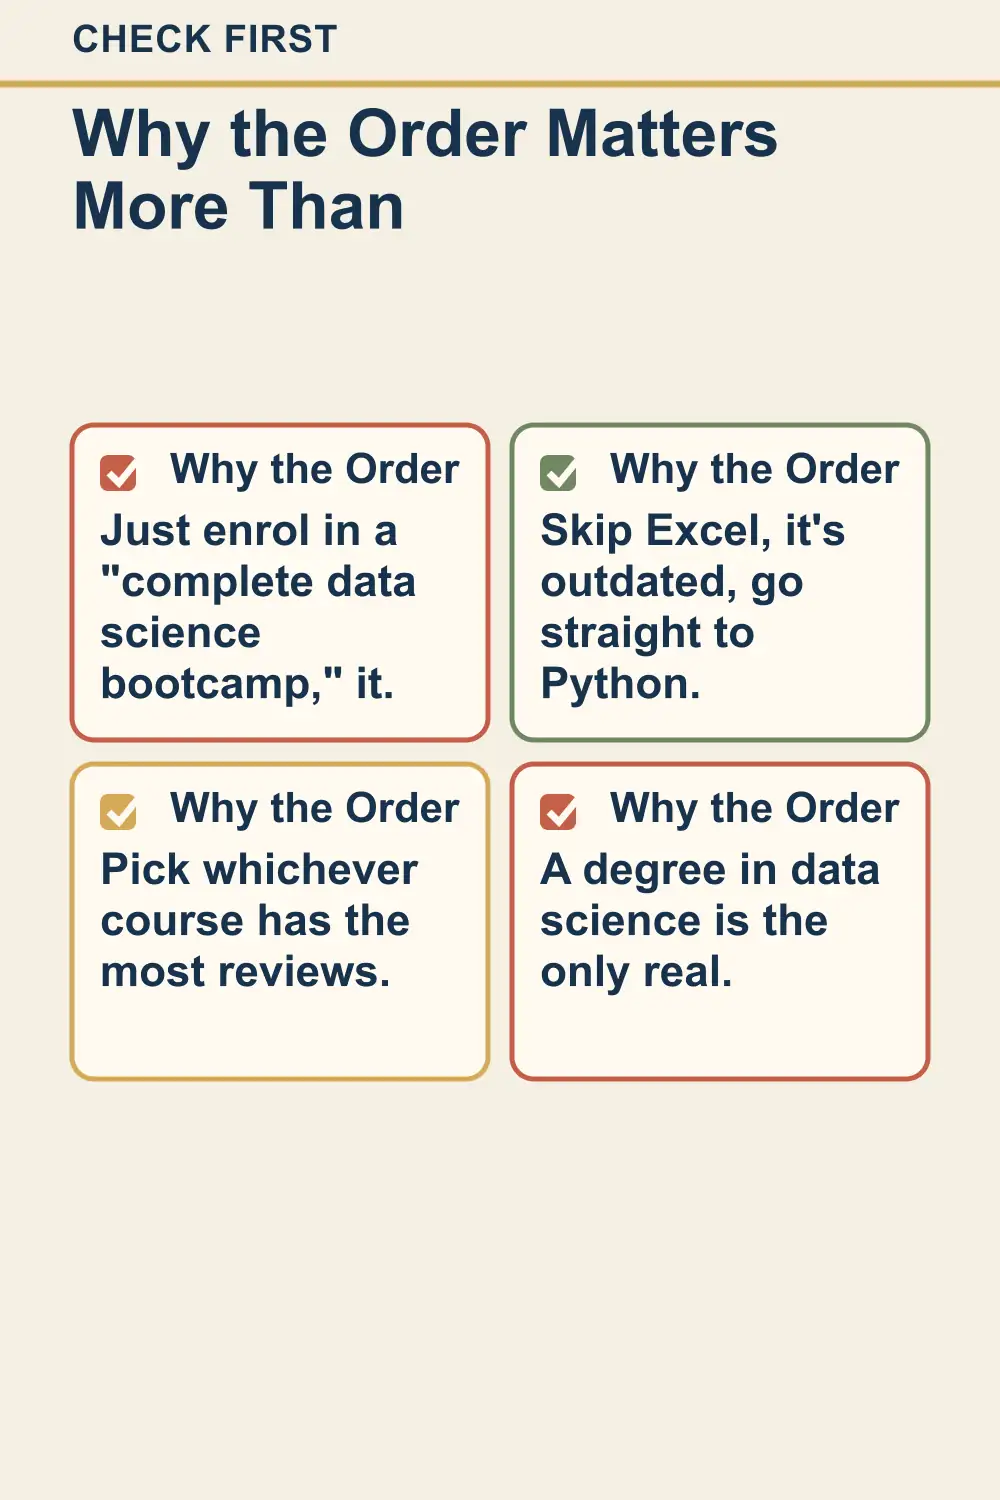 CHECK FIRST
Why the Order Matters
More Than
Why the Order
Just enrol in a
"complete data
science
bootcamp," it.
Why the Order
Skip Excel, it's
outdated, go
straight to
Python.
Why the Order
Pick whichever
course has the
most reviews.
Why the Order
A degree in data
science is the
only real.